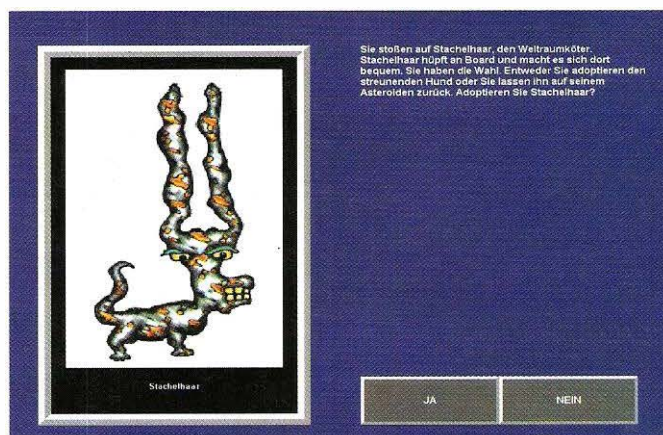 Sie stoßen auf Stachelhaar, den Weltraumköter.
Stachelhaar hüpft an Board und macht es sich dort
bequem. Sie haben die Wahl. Entweder Sie adoptieren den
streunenden Hund oder Sie lassen ihn auf seinem
Asteroiden zurück. Adoptieren Sie Stachelhaar?
Stachelhaar
JA
NEIN